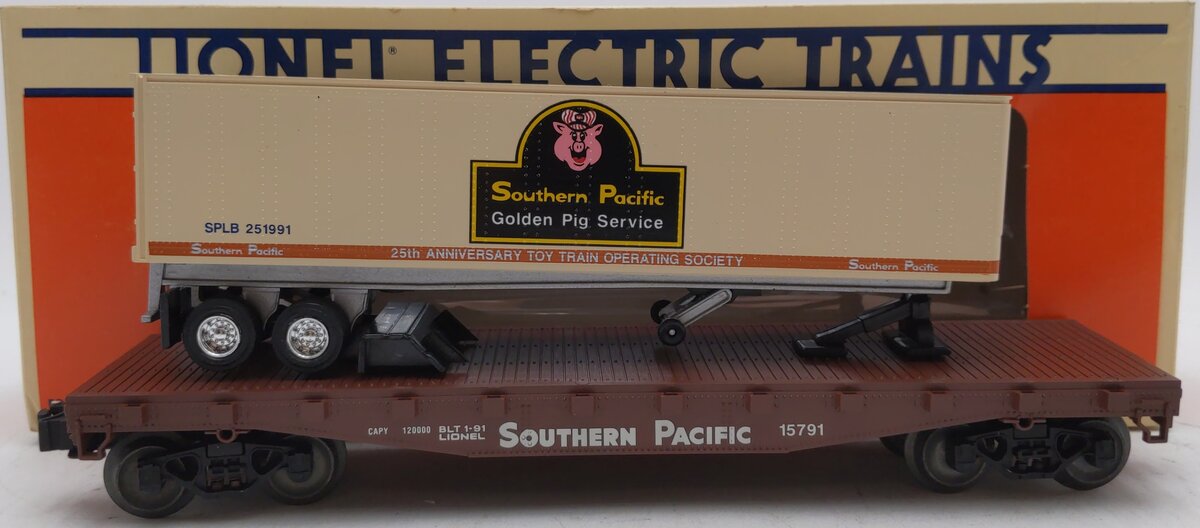 LIONEL® ELECTRIC TRAINS
Southern Pacific
Golden Pig Service
SPLB 251991
Southern Pacific
25th ANNIVERSARY TOY TRAIN OPERATING SOCIETY
Southern Pacific
CAPY 120000
BLT 1-91
LIONEL
SOUTHERN PACIFIC
15791